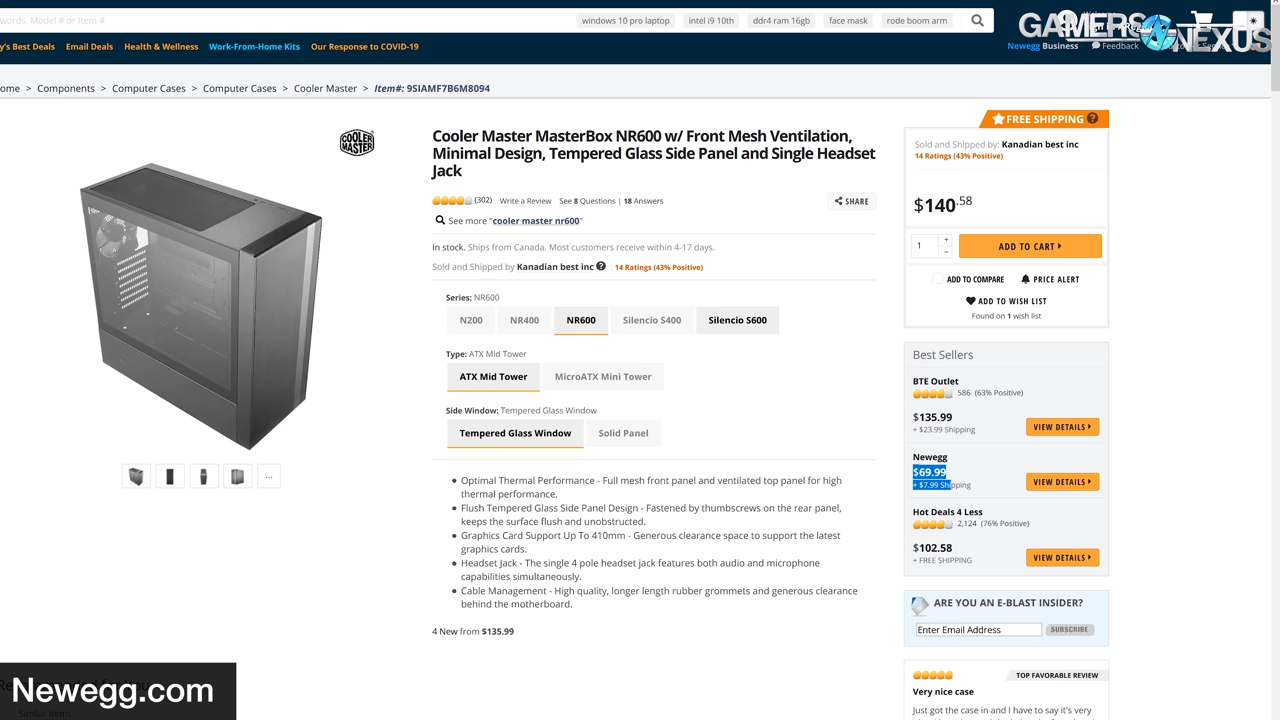 words, Model # or Item #
windows 10 pro laptop
intel i9 10th
ddr4 ram 16gb
face mask
rode boom arm
GAMERS NEXUS
y's Best Deals
Email Deals
Health & Wellness
Work-From-Home Kits
Our Response to COVID-19
Newegg Business
Feedback
ome > Components > Computer Cases > Computer Cases > Cooler Master > Item#: 9SIAMF7B6M8094
COOLER MASTER
Cooler Master MasterBox NR600 w/ Front Mesh Ventilation,
Minimal Design, Tempered Glass Side Panel and Single Headset
Jack
(302) Write a Review See 8 Questions | 18 Answers
SHARE
See more "cooler master nr600"
In stock. Ships from Canada. Most customers receive within 4-17 days.
Sold and Shipped by Kanadian best inc ? 14 Ratings (43% Positive)
Series: NR600
N200
NR400
NR600
Silencio S400
Silencio S600
Type: ATX Mid Tower
ATX Mid Tower
MicroATX Mini Tower
Side Window: Tempered Glass Window
Tempered Glass Window
Solid Panel
Optimal Thermal Performance - Full mesh front panel and ventilated top panel for high
thermal performance.
Flush Tempered Glass Side Panel Design - Fastened by thumbscrews on the rear panel,
keeps the surface flush and unobstructed.
Graphics Card Support Up To 410mm - Generous clearance space to support the latest
graphics cards.
Headset Jack - The single 4 pole headset jack features both audio and microphone
capabilities simultaneously.
Cable Management - High quality, longer length rubber grommets and generous clearance
behind the motherboard.
4 New from $135.99
FREE SHIPPING ?
Sold and Shipped by: Kanadian best inc
14 Ratings (43% Positive)
$140.58
1
+
−
ADD TO CART
ADD TO COMPARE
PRICE ALERT
ADD TO WISH LIST
Found on 1 wish list
Best Sellers
BTE Outlet
586 (63% Positive)
$135.99
+ $23.99 Shipping
VIEW DETAILS
Newegg
$69.99
+ $7.99 Shipping
VIEW DETAILS
Hot Deals 4 Less
2,124 (76% Positive)
$102.58
+ FREE SHIPPING
VIEW DETAILS
ARE YOU AN E-BLAST INSIDER?
Enter Email Address
SUBSCRIBE
TOP FAVORABLE REVIEW
Very nice case
Just got the case in and I have to say it's very
Newegg.com
Similar Items